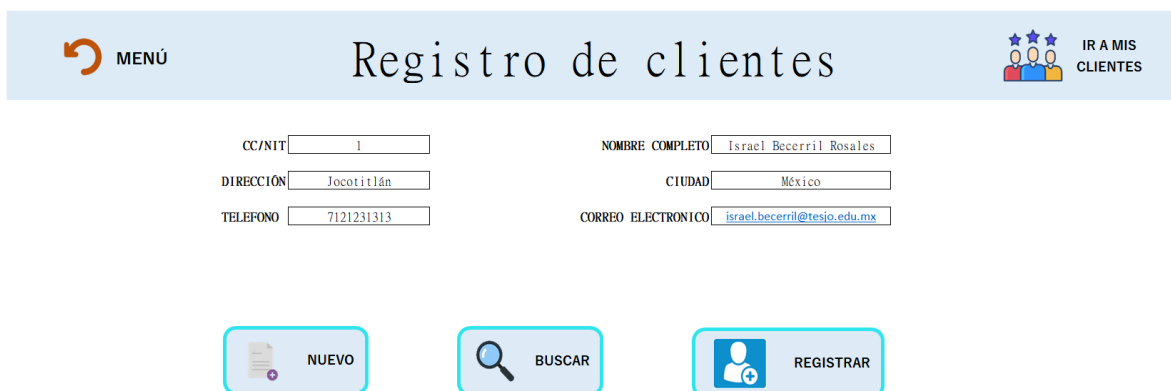 MENÚ
Registro de clientes
IR A MIS
CLIENTES
CC/NIT 1
NOMBRE COMPLETO Israel Becerril Rosales
DIRECCIÓN Jocotitlán
CIUDAD México
TELEFONO 7121231313
CORREO ELECTRONICO israel.becerril@tesjo.edu.mx
NUEVO
BUSCAR
REGISTRAR